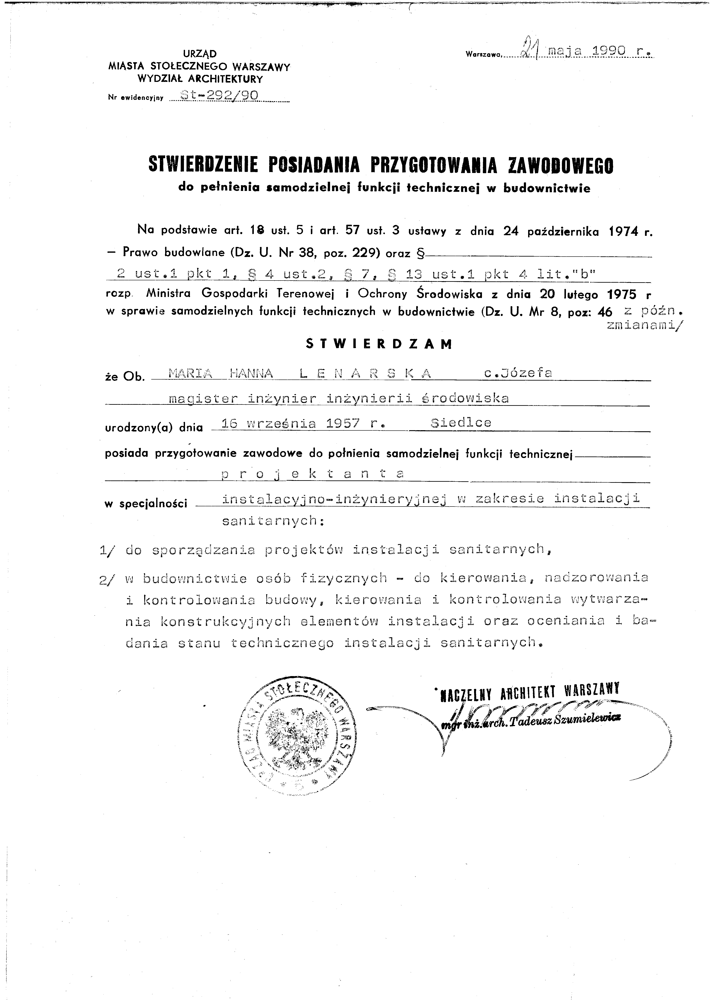 Warszawa, 21 maja 1990 r.
URZĄD
MIASTA STOŁECZNEGO WARSZAWY
WYDZIAŁ ARCHITEKTURY
Nr ewidencyjny St-292/90
STWIERDZENIE POSIADANIA PRZYGOTOWANIA ZAWODOWEGO
do pełnienia samodzielnej funkcji technicznej w budownictwie
Na podstawie art. 18 ust. 5 i art. 57 ust. 3 ustawy z dnia 24 października 1974 r.
— Prawo budowlane (Dz. U. Nr 38, poz. 229) oraz §
2 ust.1 pkt 1, § 4 ust.2, § 7, § 13 ust.1 pkt 4 lit."b"
rozp. Ministra Gospodarki Terenowej i Ochrony Środowiska z dnia 20 lutego 1975 r
w sprawie samodzielnych funkcji technicznych w budownictwie (Dz. U. Mr 8, poz: 46 z późn.
zmianami/
STWIERDZAM
że Ob. MARIA HANNA L E N A R S K A c.Józefa
magister inżynier inżynierii środowiska
urodzony(a) dnia 16 września 1957 r. Siedlce
posiada przygotowanie zawodowe do połnienia samodzielnej funkcji technicznej
p r o j e k t a n t a
w specjalności instalacyjno-inżynieryjnej w zakresie instalacji
sanitarnych:
1/ do sporządzania projektów instalacji sanitarnych,
2/ w budownictwie osób fizycznych - do kierowania, nadzorowania
i kontrolowania budowy, kierowania i kontrolowania wytwarza-
nia konstrukcyjnych elementów instalacji oraz oceniania i ba-
dania stanu technicznego instalacji sanitarnych.
URZĄD MIASTA STOŁECZNEGO WARSZAWY
NACZELNY ARCHITEKT WARSZAWY
mgr inż.arch. Tadeusz Szumielewicz